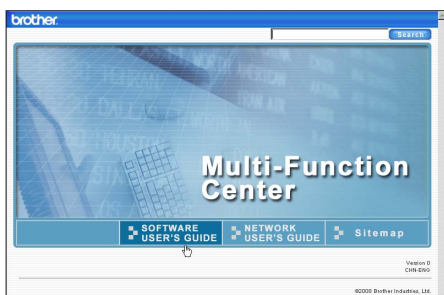 brother.
Search
Multi-Function
Center
SOFTWARE
USER'S GUIDE
NETWORK
USER'S GUIDE
Sitemap
Version 0
CHN-ENG
©2008 Brother Industries, Ltd.